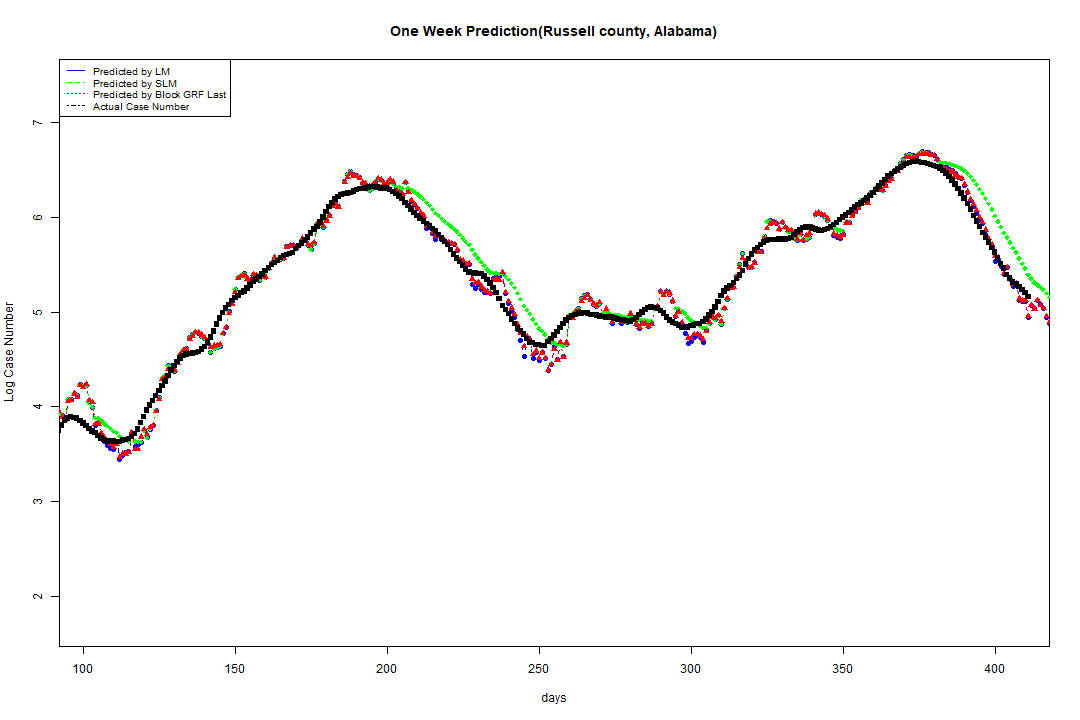 One Week Prediction(Russell county, Alabama)
Predicted by LM
Predicted by SLM
Predicted by Block GRF Last
Actual Case Number
7
6
5
4
3
2
Log Case Number
100 150 200 250 300 350 400
days